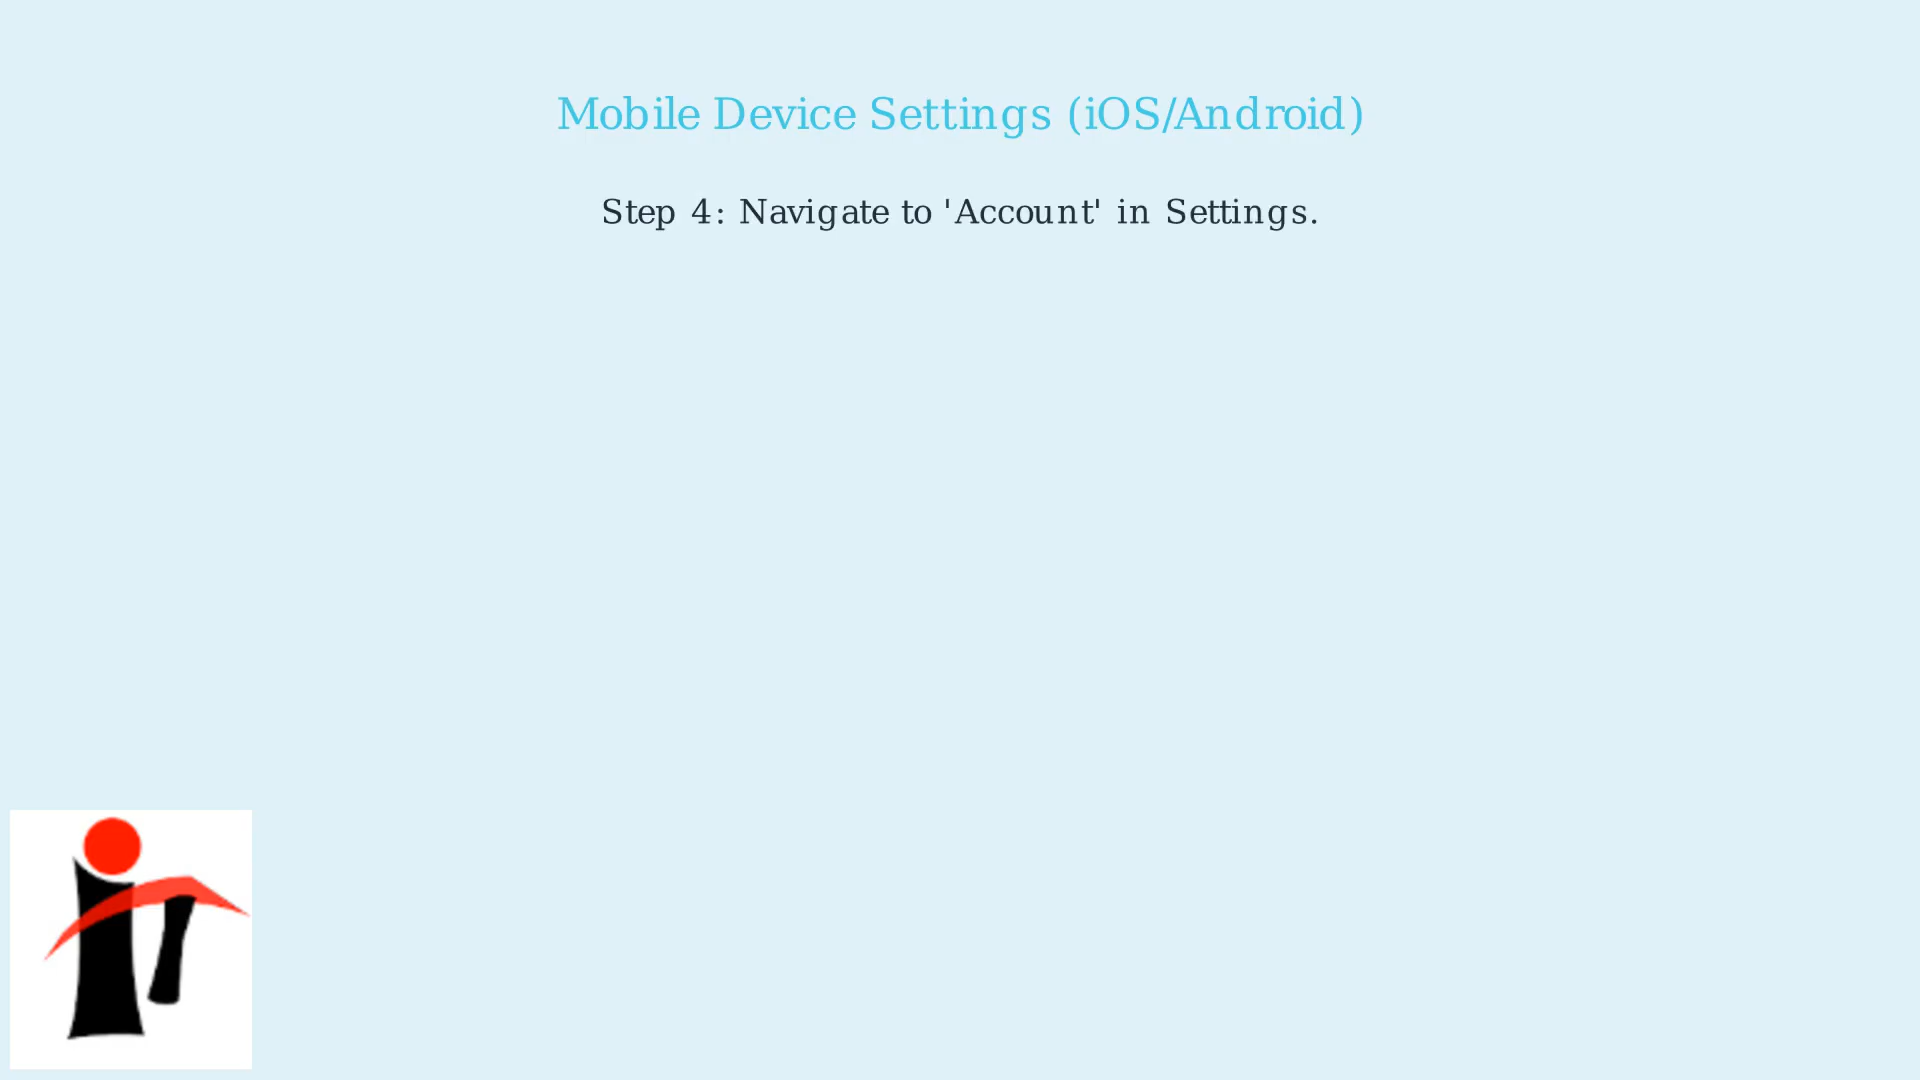 Mobile Device Settings (iOS/Android)
Step 4: Navigate to 'Account' in Settings.